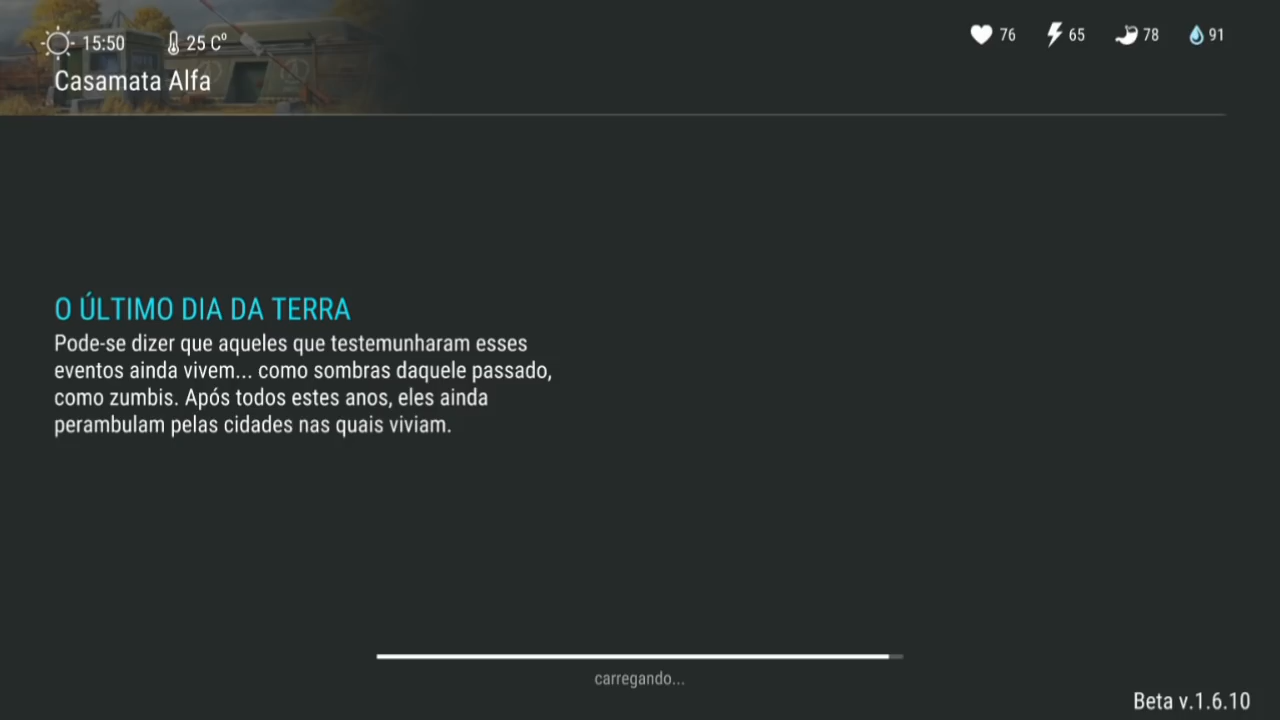 15:50 25 Cº
76 65 78 91
Casamata Alfa
O ÚLTIMO DIA DA TERRA
Pode-se dizer que aqueles que testemunharam esses
eventos ainda vivem... como sombras daquele passado,
como zumbis. Após todos estes anos, eles ainda
perambulam pelas cidades nas quais viviam.
carregando...
Beta v.1.6.10